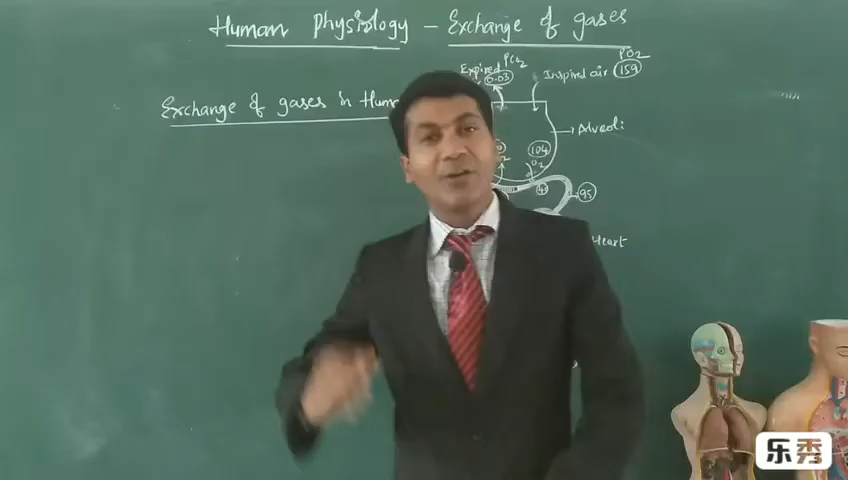 Human Physiology – Exchange of gases
PO2
Expired PCO2
0.03
Inspired air 159
Exchange of gases in Hum
Alveoli
104
O2
95
Heart
乐秀